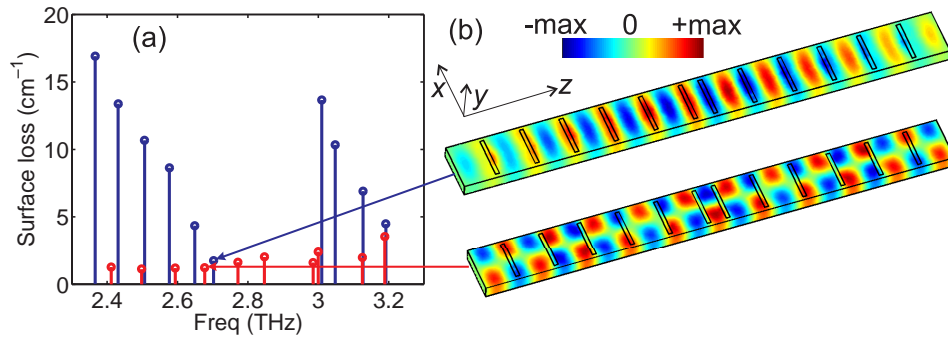 (a)
20
15
10
5
0
Surface loss (cm⁻¹)
2.4 2.6 2.8 3 3.2
Freq (THz)
(b)
-max 0 +max
x y z